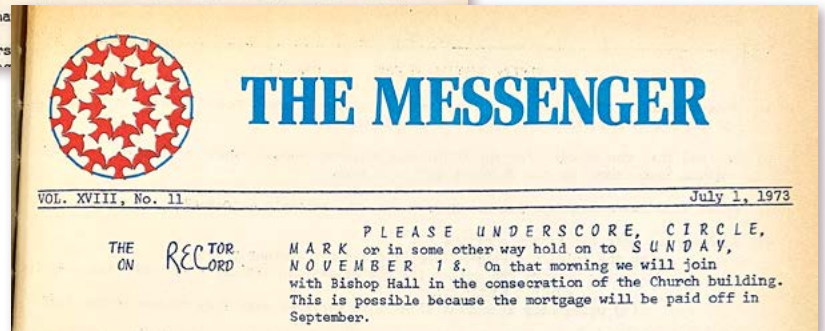 THE MESSENGER
VOL. XVIII, No. 11 July 1, 1973
THE RECTOR
ON RECORD
PLEASE UNDERSCORE, CIRCLE,
MARK or in some other way hold on to SUNDAY,
NOVEMBER 18. On that morning we will join
with Bishop Hall in the consecration of the Church building.
This is possible because the mortgage will be paid off in
September.